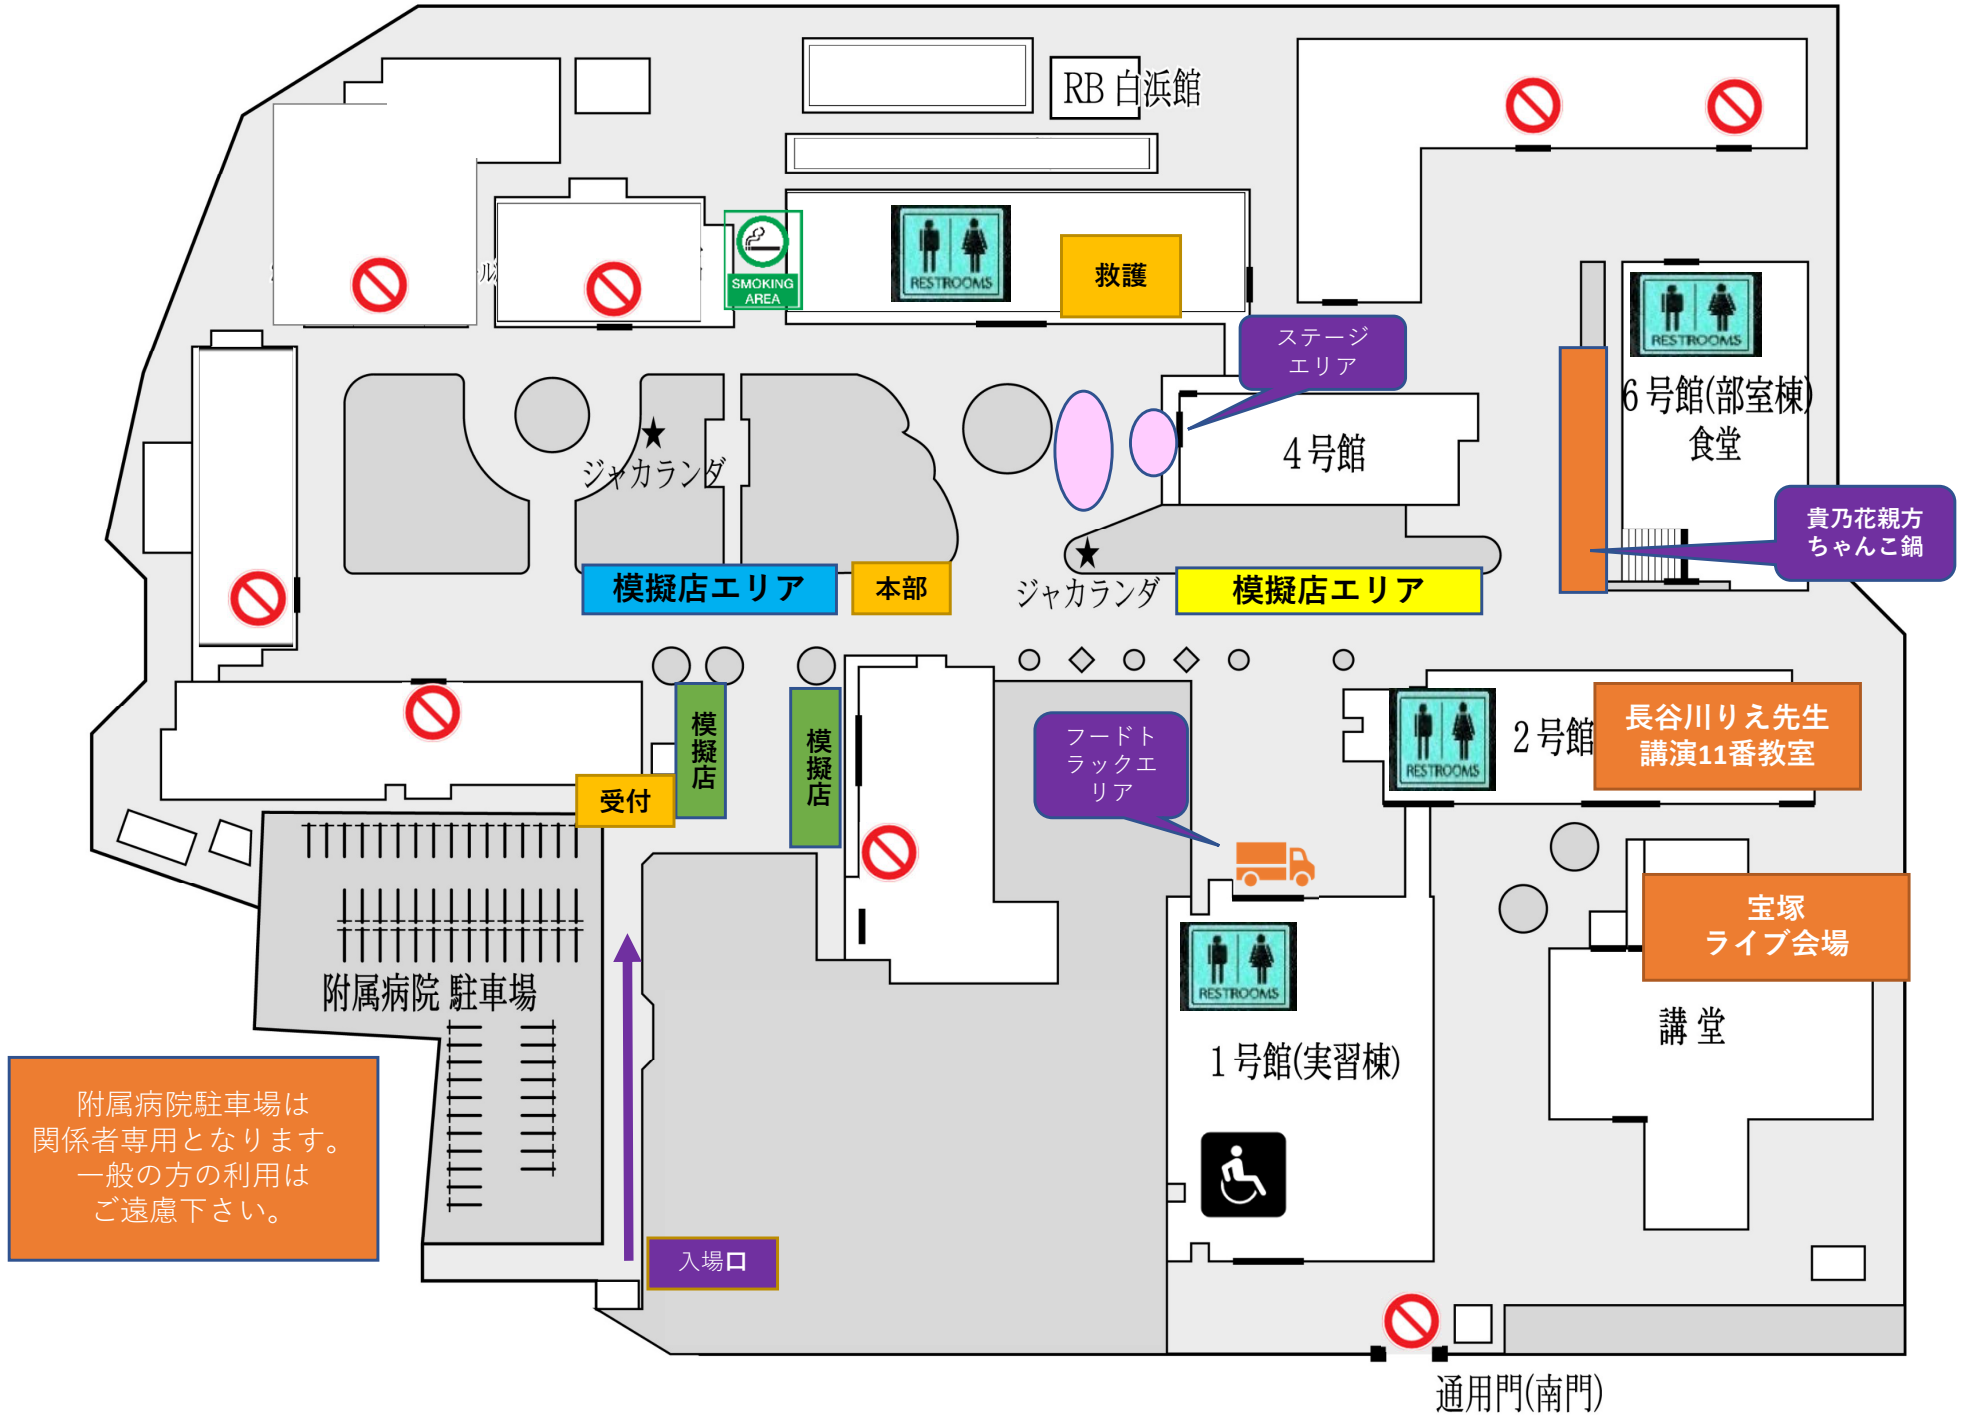 RB 白浜館
SMOKING
AREA
RESTROOMS
救護
ステージ
エリア
RESTROOMS
6号館(部室棟)
食堂
4号館
ジャカランダ
貴乃花親方
ちゃんこ鍋
模擬店エリア
本部
ジャカランダ
模擬店エリア
模擬店
模擬店
受付
フードト
ラックエ
リア
RESTROOMS
2号館
長谷川りえ先生
講演11番教室
宝塚
ライブ会場
講堂
附属病院 駐車場
RESTROOMS
1号館(実習棟)
附属病院駐車場は
関係者専用となります。
一般の方の利用は
ご遠慮下さい。
入場口
通用門(南門)